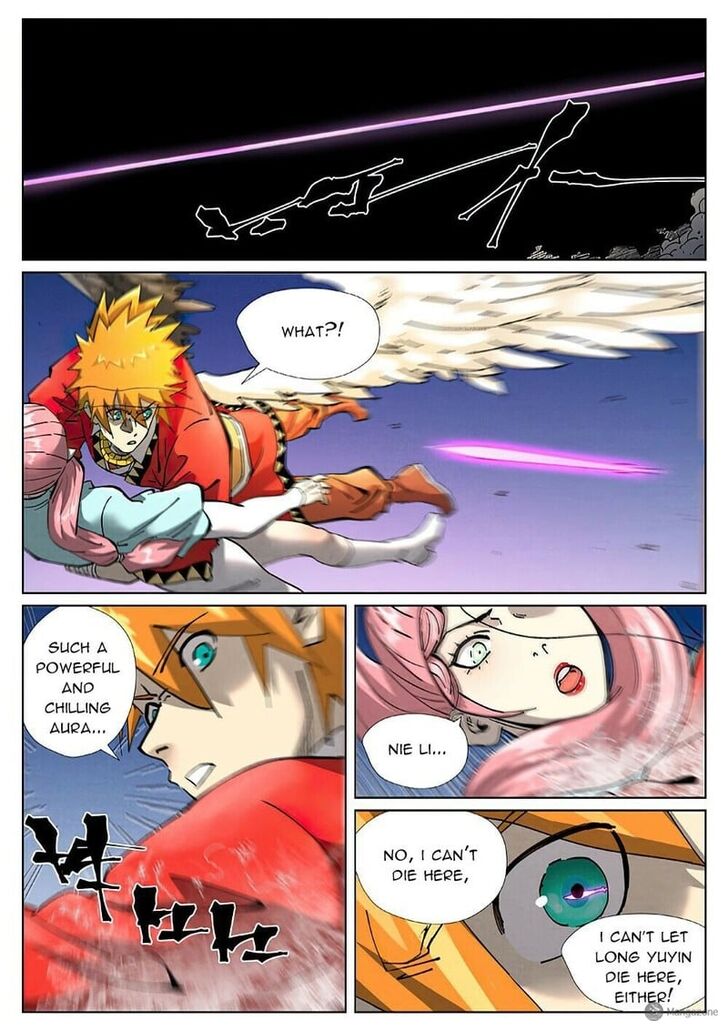 WHAT?!
SUCH A
POWERFUL
AND
CHILLING
AURA...
NIE LI...
NO, I CAN'T
DIE HERE,
I CAN'T LET
LONG YUYIN
DIE HERE,
EITHER!
Mangazone